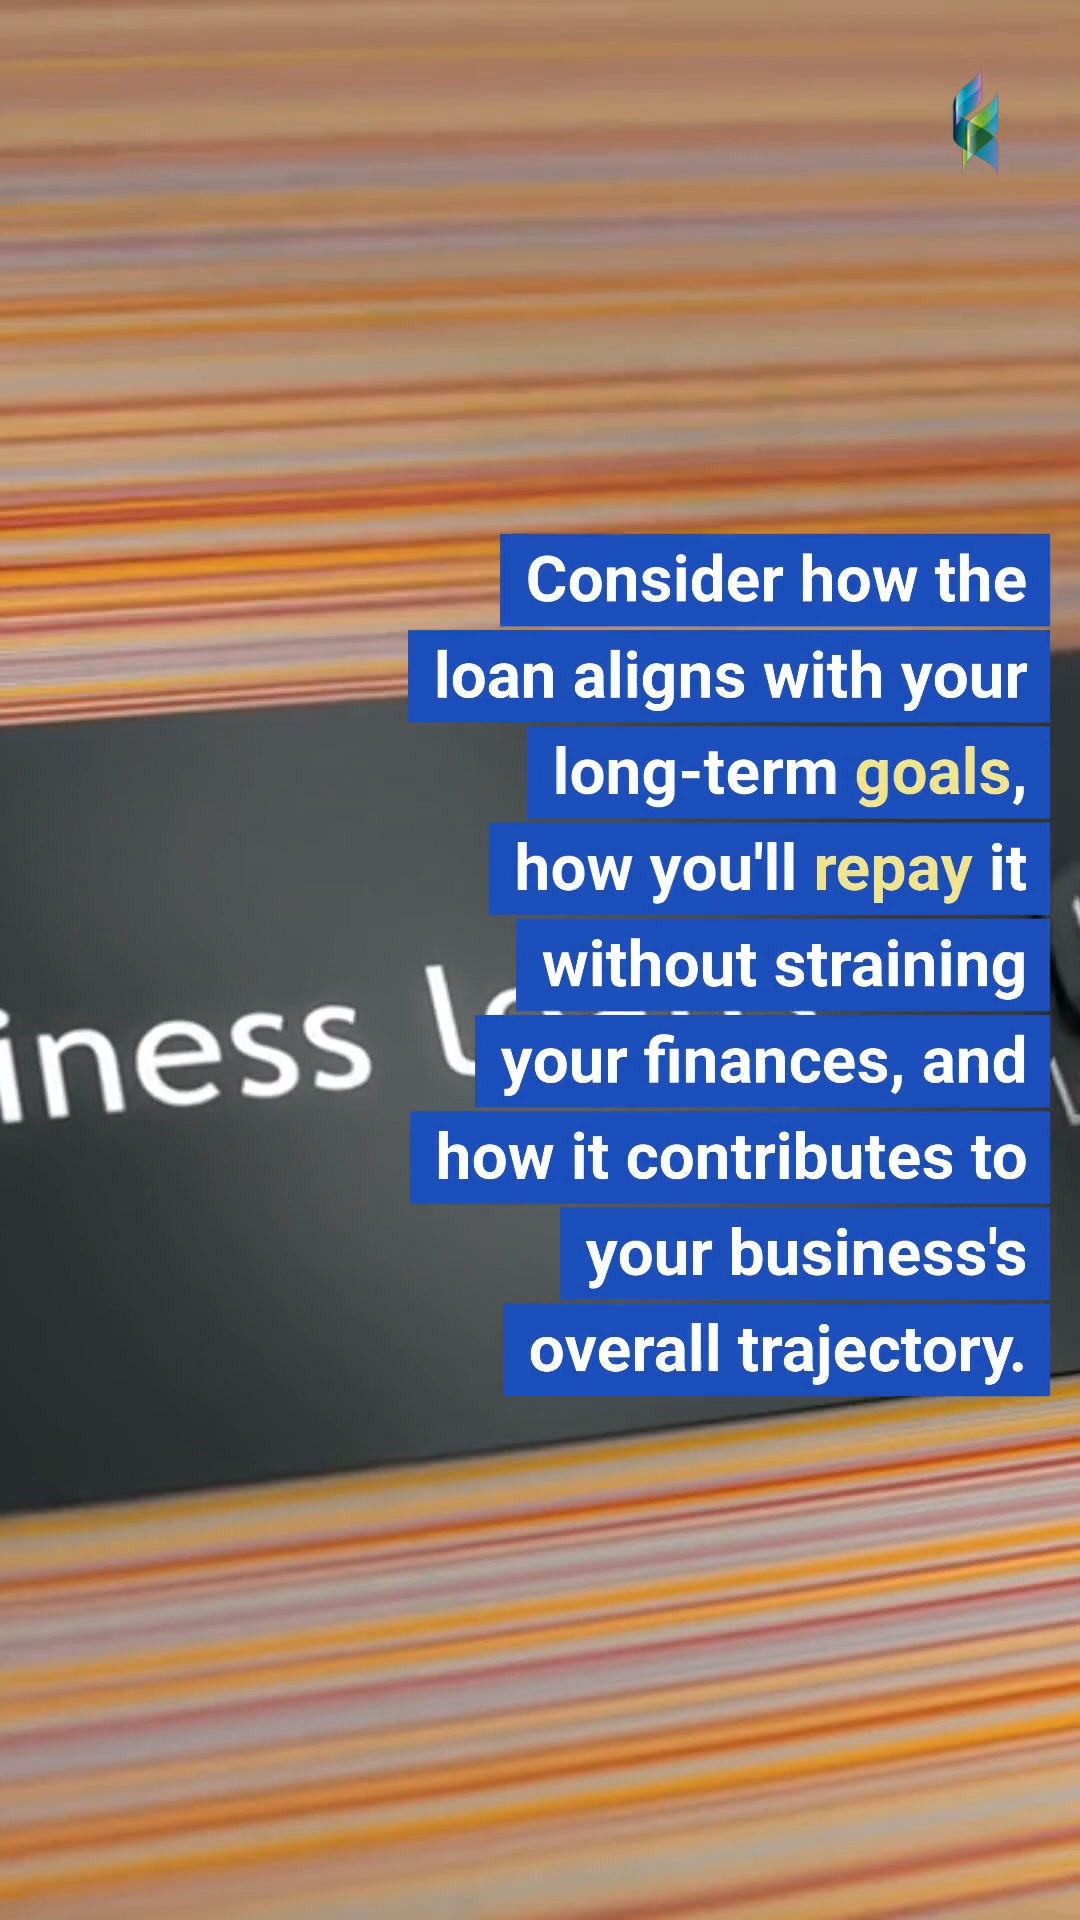 Consider how the
loan aligns with your
long-term goals,
how you'll repay it
without straining
your finances, and
how it contributes to
your business's
overall trajectory.
iness